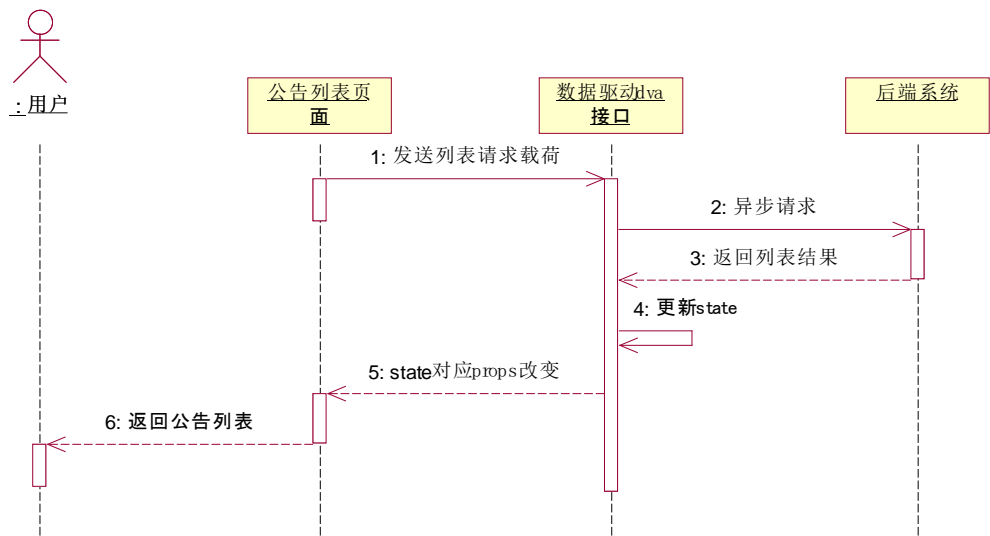 : 用户
公告列表页
面
数据驱动dva
接口
后端系统
1: 发送列表请求载荷
2: 异步请求
3: 返回列表结果
4: 更新state
5: state对应props改变
6: 返回公告列表